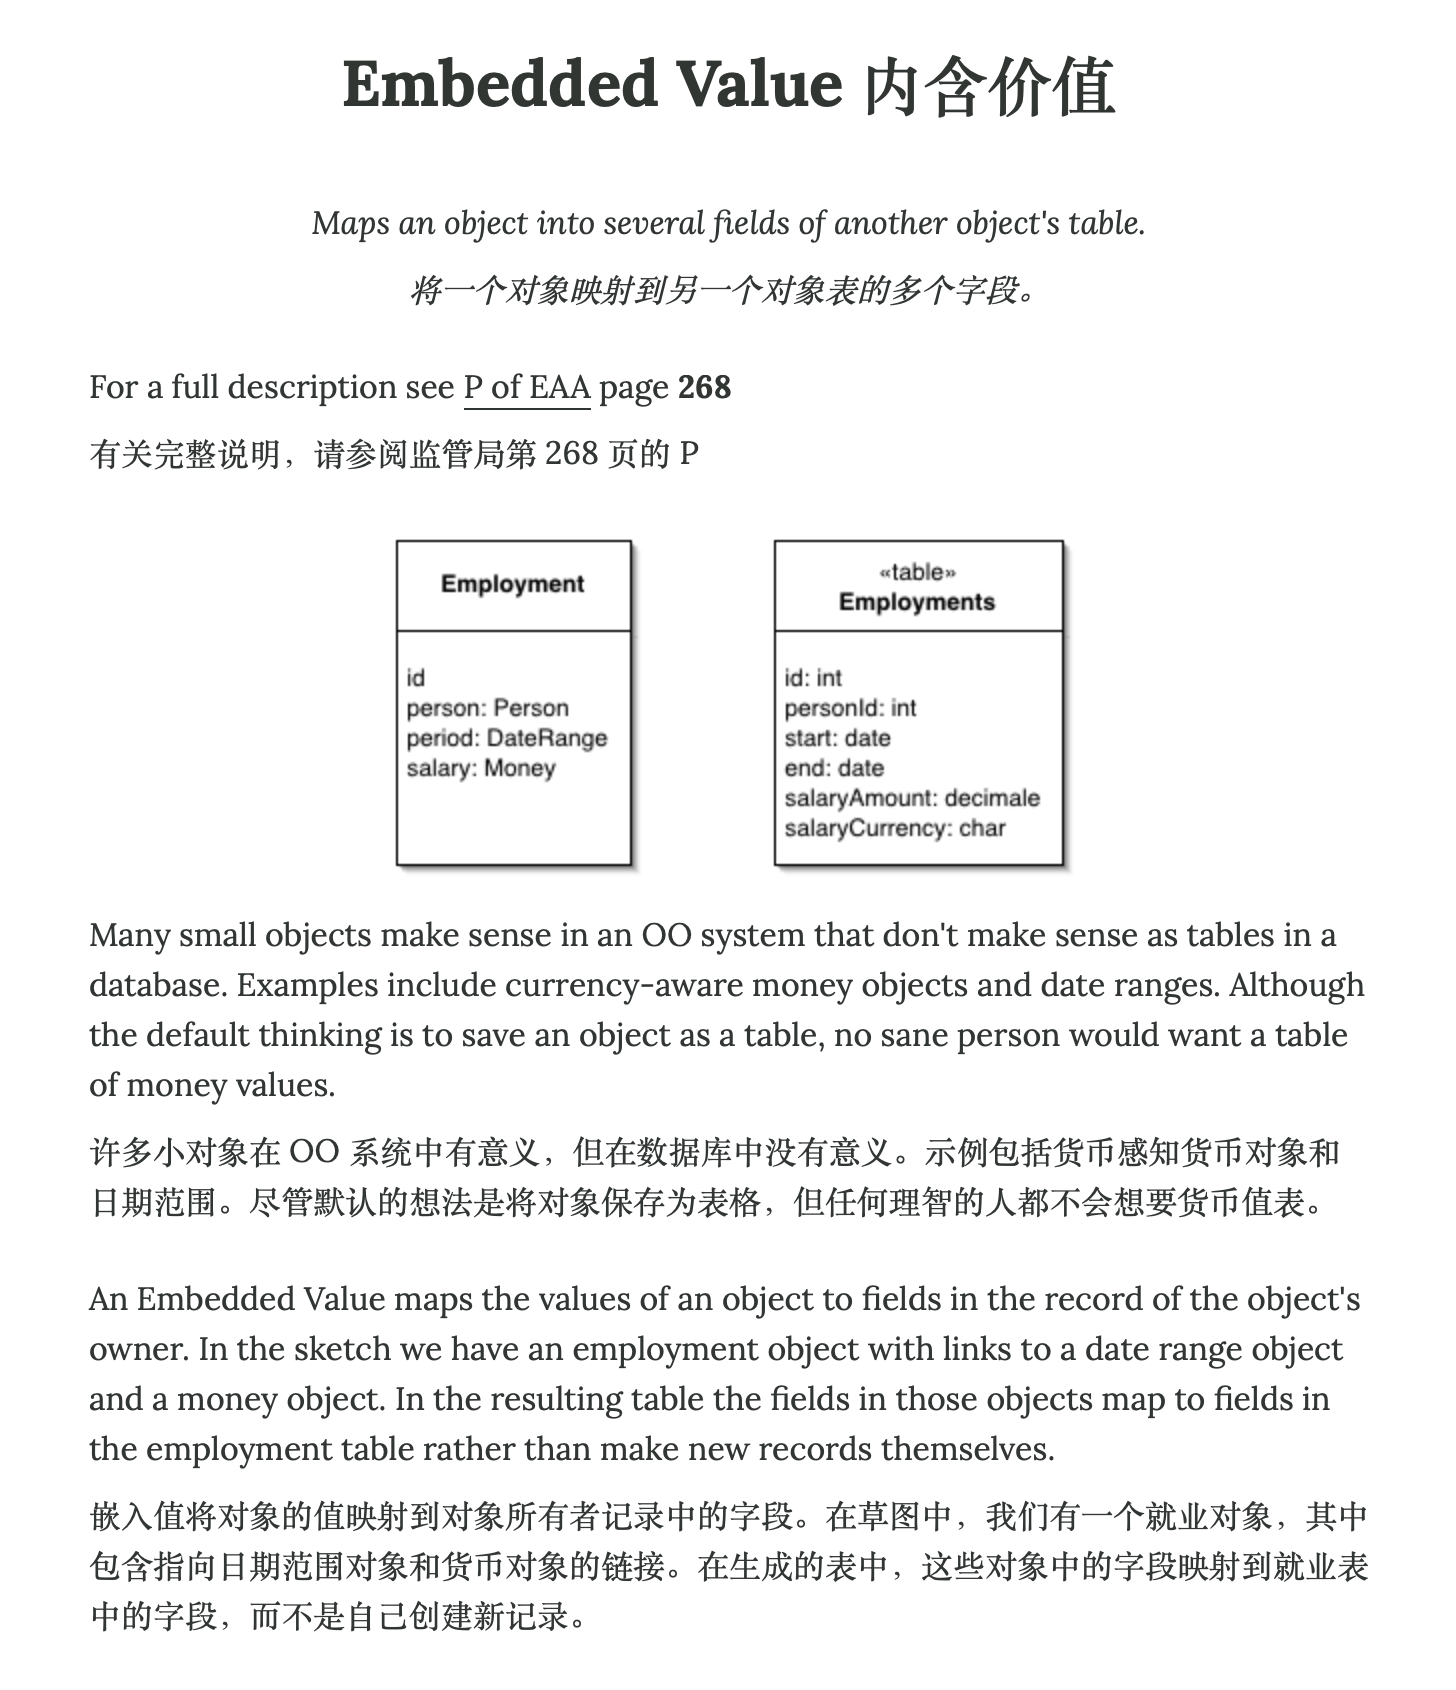 Embedded Value 内含价值
Maps an object into several fields of another object's table.
将一个对象映射到另一个对象表的多个字段。
For a full description see P of EAA page 268
有关完整说明，请参阅监管局第 268 页的 P
Employment
id
person: Person
period: DateRange
salary: Money
«table»
Employments
id: int
personId: int
start: date
end: date
salaryAmount: decimale
salaryCurrency: char
Many small objects make sense in an OO system that don't make sense as tables in a
database. Examples include currency-aware money objects and date ranges. Although
the default thinking is to save an object as a table, no sane person would want a table
of money values.
许多小对象在 OO 系统中有意义，但在数据库中没有意义。示例包括货币感知货币对象和
日期范围。尽管默认的想法是将对象保存为表格，但任何理智的人都不会想要货币值表。
An Embedded Value maps the values of an object to fields in the record of the object's
owner. In the sketch we have an employment object with links to a date range object
and a money object. In the resulting table the fields in those objects map to fields in
the employment table rather than make new records themselves.
嵌入值将对象的值映射到对象所有者记录中的字段。在草图中，我们有一个就业对象，其中
包含指向日期范围对象和货币对象的链接。在生成的表中，这些对象中的字段映射到就业表
中的字段，而不是自己创建新记录。